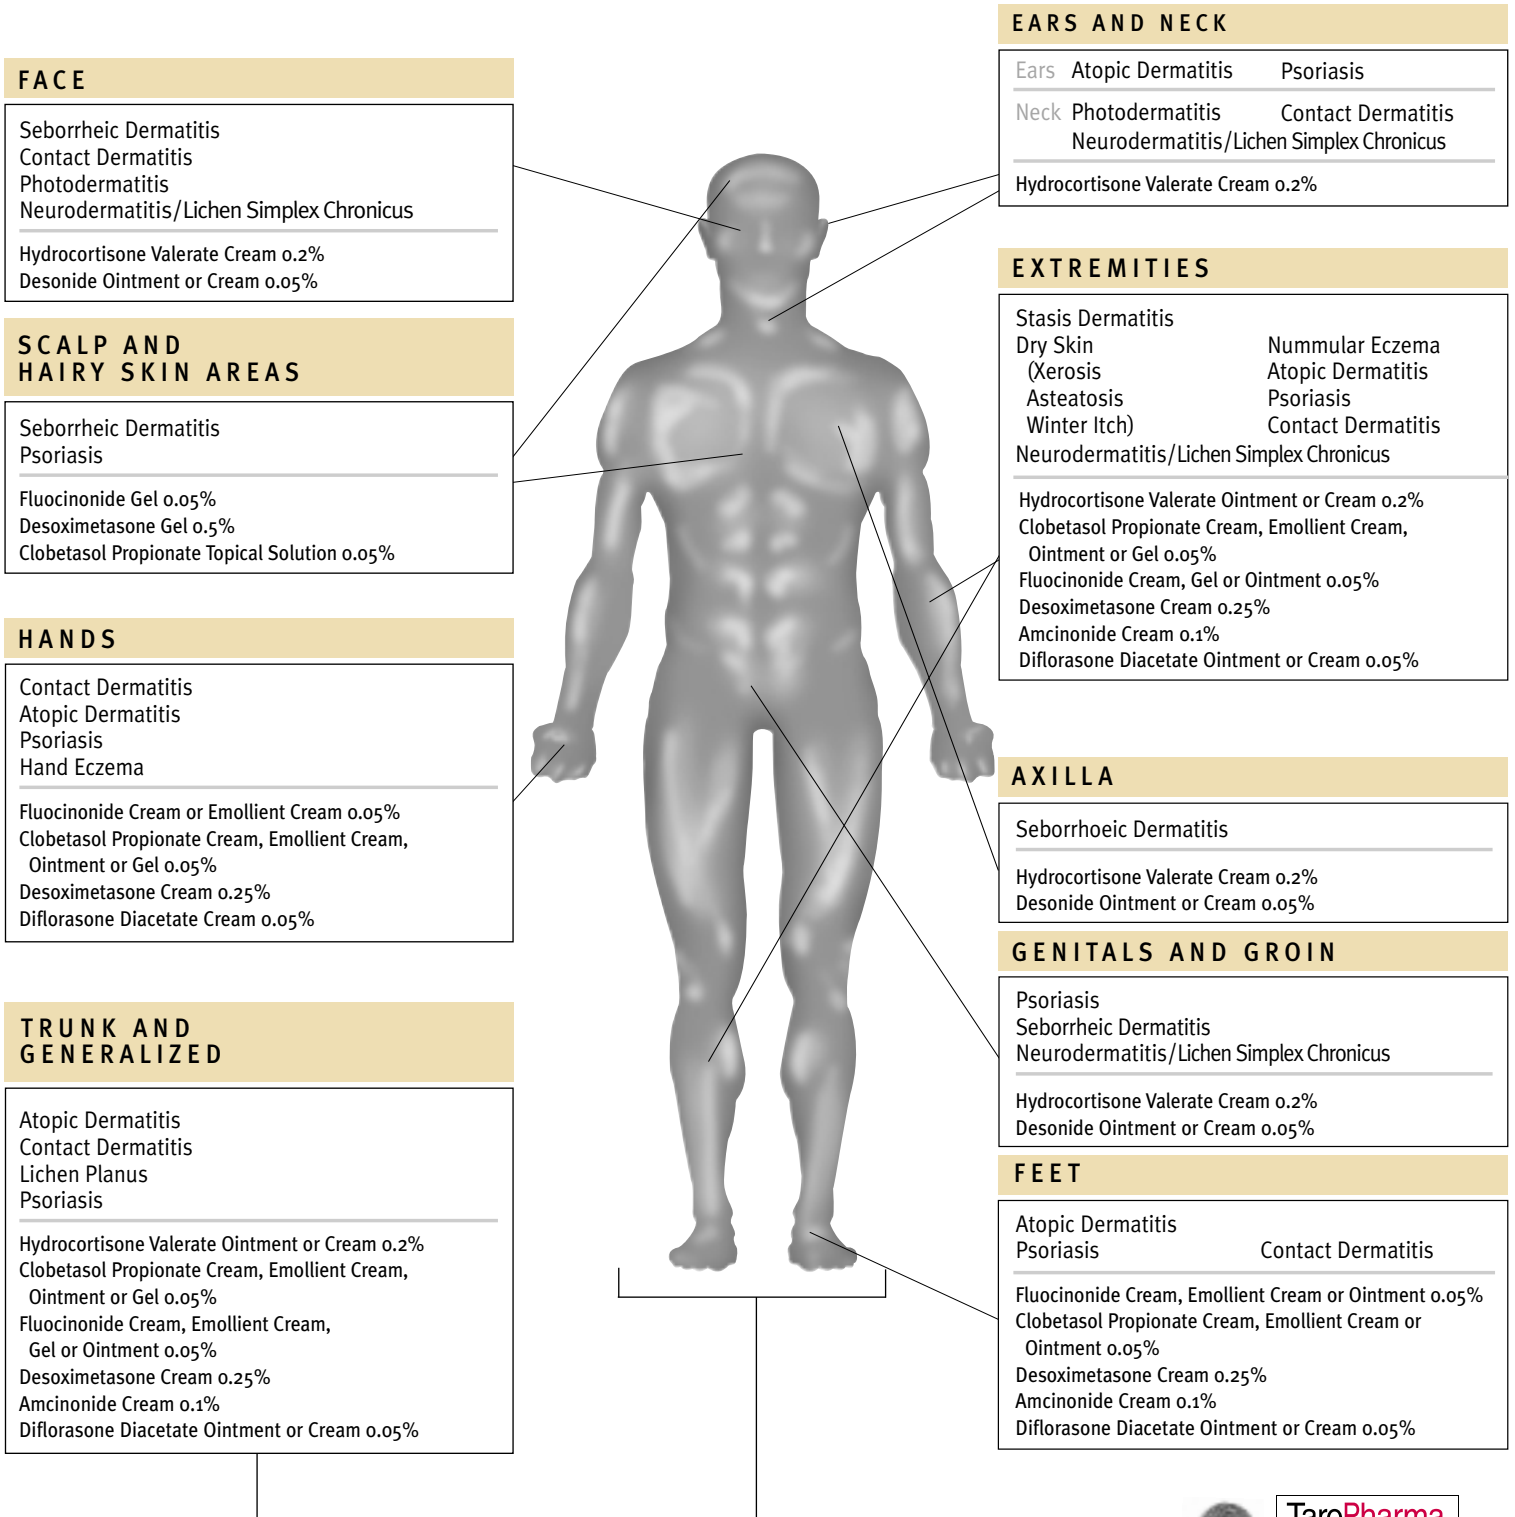 FACE
Seborrheic Dermatitis
Contact Dermatitis
Photodermatitis
Neurodermatitis/Lichen Simplex Chronicus
Hydrocortisone Valerate Cream 0.2%
Desonide Ointment or Cream 0.05%
SCALP AND
HAIRY SKIN AREAS
Seborrheic Dermatitis
Psoriasis
Fluocinonide Gel 0.05%
Desoximetasone Gel 0.5%
Clobetasol Propionate Topical Solution 0.05%
HANDS
Contact Dermatitis
Atopic Dermatitis
Psoriasis
Hand Eczema
Fluocinonide Cream or Emollient Cream 0.05%
Clobetasol Propionate Cream, Emollient Cream,
Ointment or Gel 0.05%
Desoximetasone Cream 0.25%
Diflorasone Diacetate Cream 0.05%
TRUNK AND
GENERALIZED
Atopic Dermatitis
Contact Dermatitis
Lichen Planus
Psoriasis
Hydrocortisone Valerate Ointment or Cream 0.2%
Clobetasol Propionate Cream, Emollient Cream,
Ointment or Gel 0.05%
Fluocinonide Cream, Emollient Cream,
Gel or Ointment 0.05%
Desoximetasone Cream 0.25%
Amcinonide Cream 0.1%
Diflorasone Diacetate Ointment or Cream 0.05%
EARS AND NECK
Ears Atopic Dermatitis Psoriasis
Neck Photodermatitis Contact Dermatitis
Neurodermatitis/Lichen Simplex Chronicus
Hydrocortisone Valerate Cream 0.2%
EXTREMITIES
Stasis Dermatitis
Dry Skin Nummular Eczema
(Xerosis Atopic Dermatitis
Asteatosis Psoriasis
Winter Itch) Contact Dermatitis
Neurodermatitis/Lichen Simplex Chronicus
Hydrocortisone Valerate Ointment or Cream 0.2%
Clobetasol Propionate Cream, Emollient Cream,
Ointment or Gel 0.05%
Fluocinonide Cream, Gel or Ointment 0.05%
Desoximetasone Cream 0.25%
Amcinonide Cream 0.1%
Diflorasone Diacetate Ointment or Cream 0.05%
AXILLA
Seborrhoeic Dermatitis
Hydrocortisone Valerate Cream 0.2%
Desonide Ointment or Cream 0.05%
GENITALS AND GROIN
Psoriasis
Seborrheic Dermatitis
Neurodermatitis/Lichen Simplex Chronicus
Hydrocortisone Valerate Cream 0.2%
Desonide Ointment or Cream 0.05%
FEET
Atopic Dermatitis
Psoriasis Contact Dermatitis
Fluocinonide Cream, Emollient Cream or Ointment 0.05%
Clobetasol Propionate Cream, Emollient Cream or
Ointment 0.05%
Desoximetasone Cream 0.25%
Amcinonide Cream 0.1%
Diflorasone Diacetate Ointment or Cream 0.05%
TaroPharma